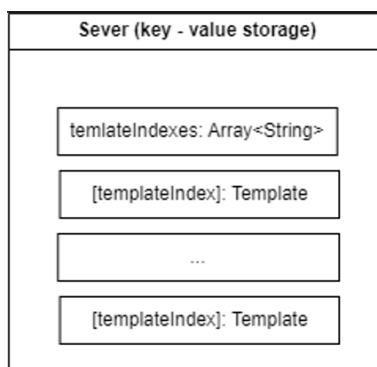 Sever (key - value storage)
temlateIndexes: Array<String>
[templateIndex]: Template
...
[templateIndex]: Template